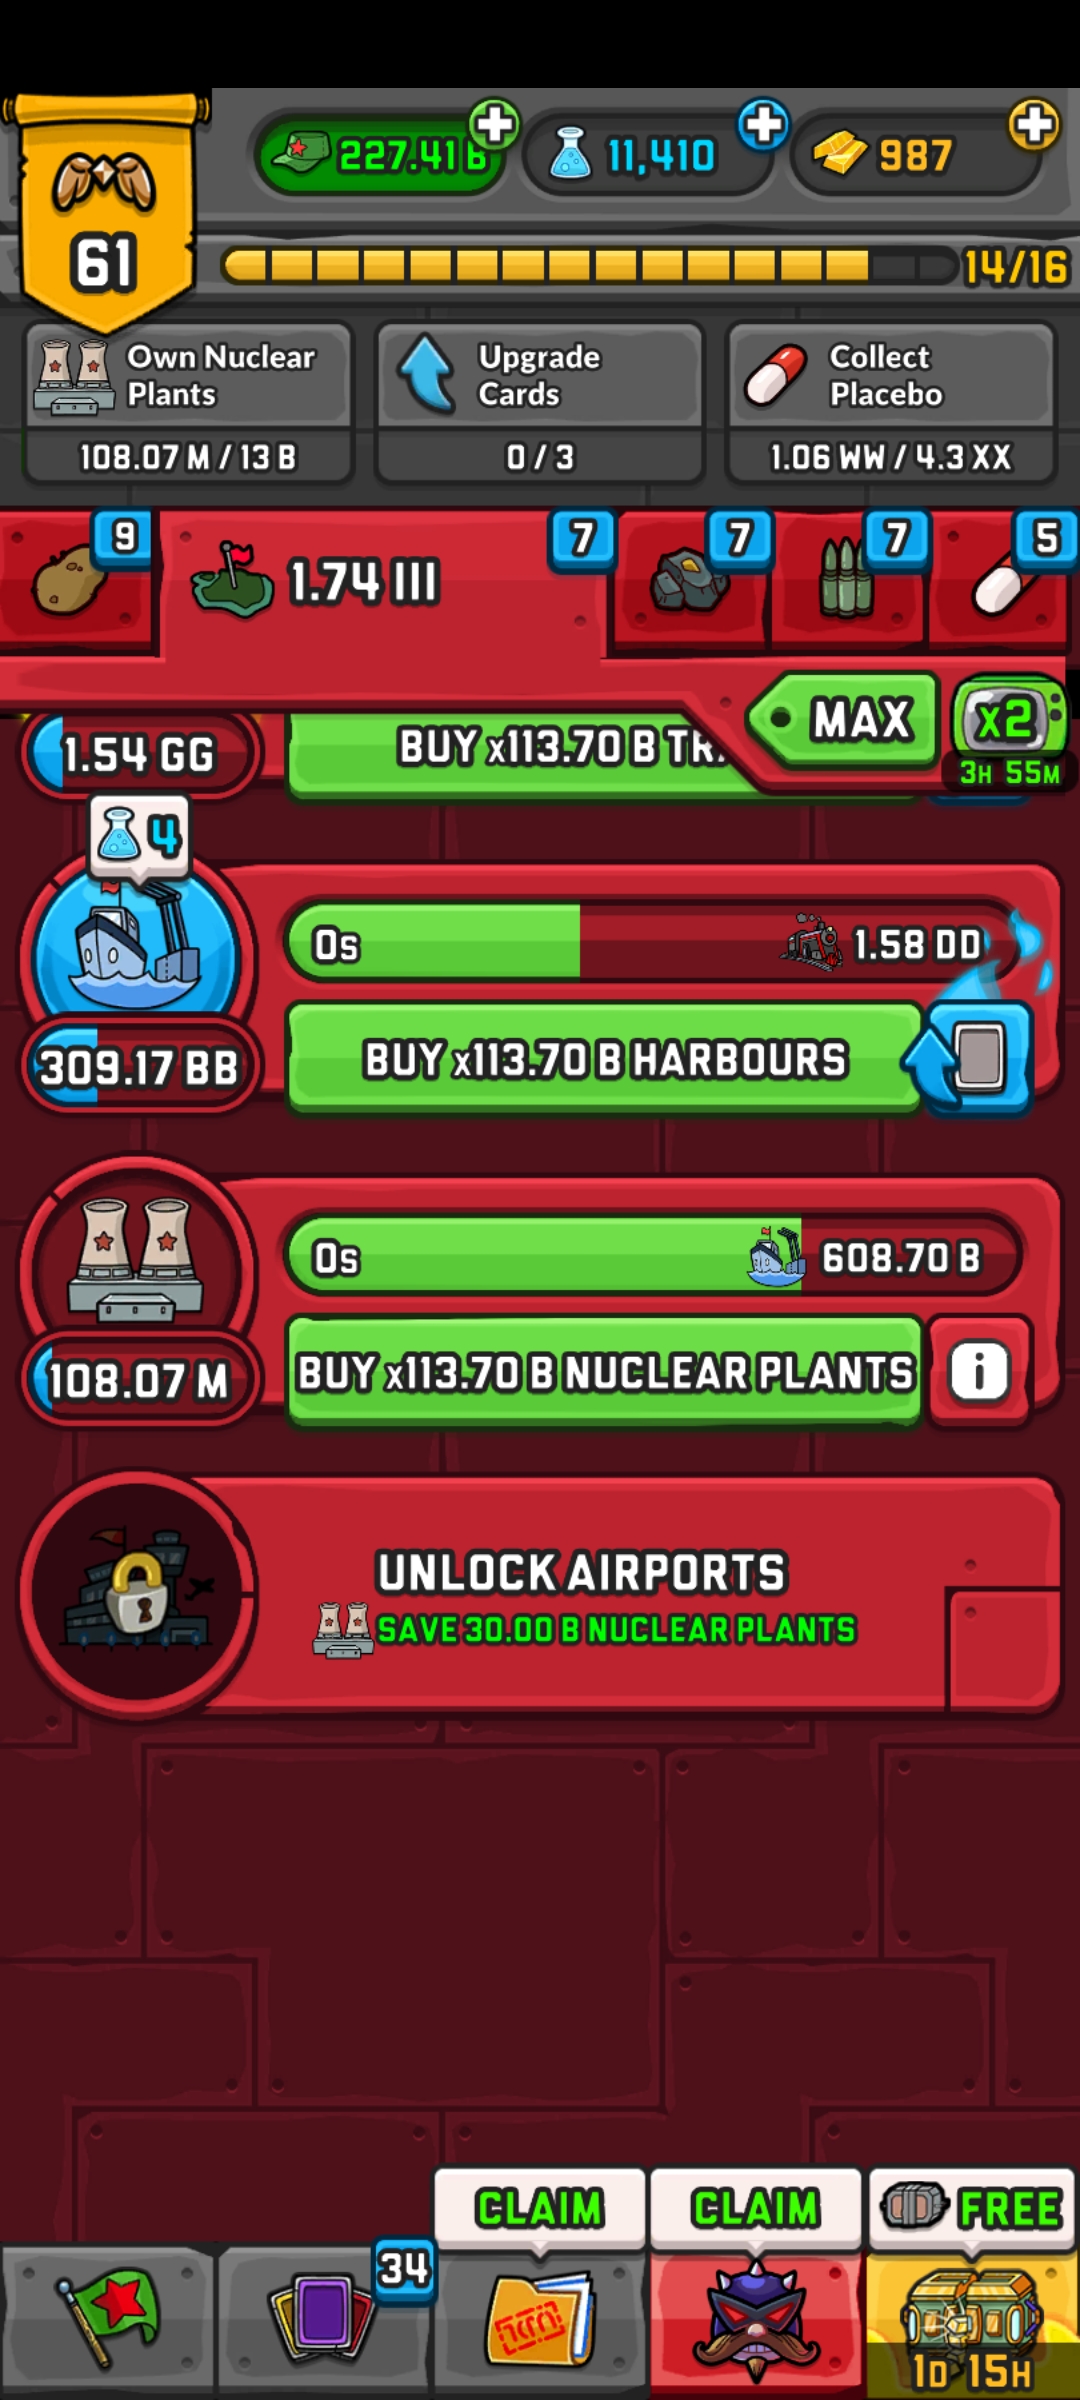 227.41 B
11,410
987
61
14/16
Own Nuclear
Plants
108.07 M / 13 B
Upgrade
Cards
0 / 3
Collect
Placebo
1.06 WW / 4.3 XX
9
1.74 III
7
7
7
5
MAX
x2
3H 55M
1.54 GG
BUY x113.70 B
4
0s
1.58 DD
309.17 BB
BUY x113.70 B HARBOURS
0s
608.70 B
108.07 M
BUY x113.70 B NUCLEAR PLANTS
i
UNLOCK AIRPORTS
SAVE 30.00 B NUCLEAR PLANTS
CLAIM
CLAIM
FREE
34
1D 15H